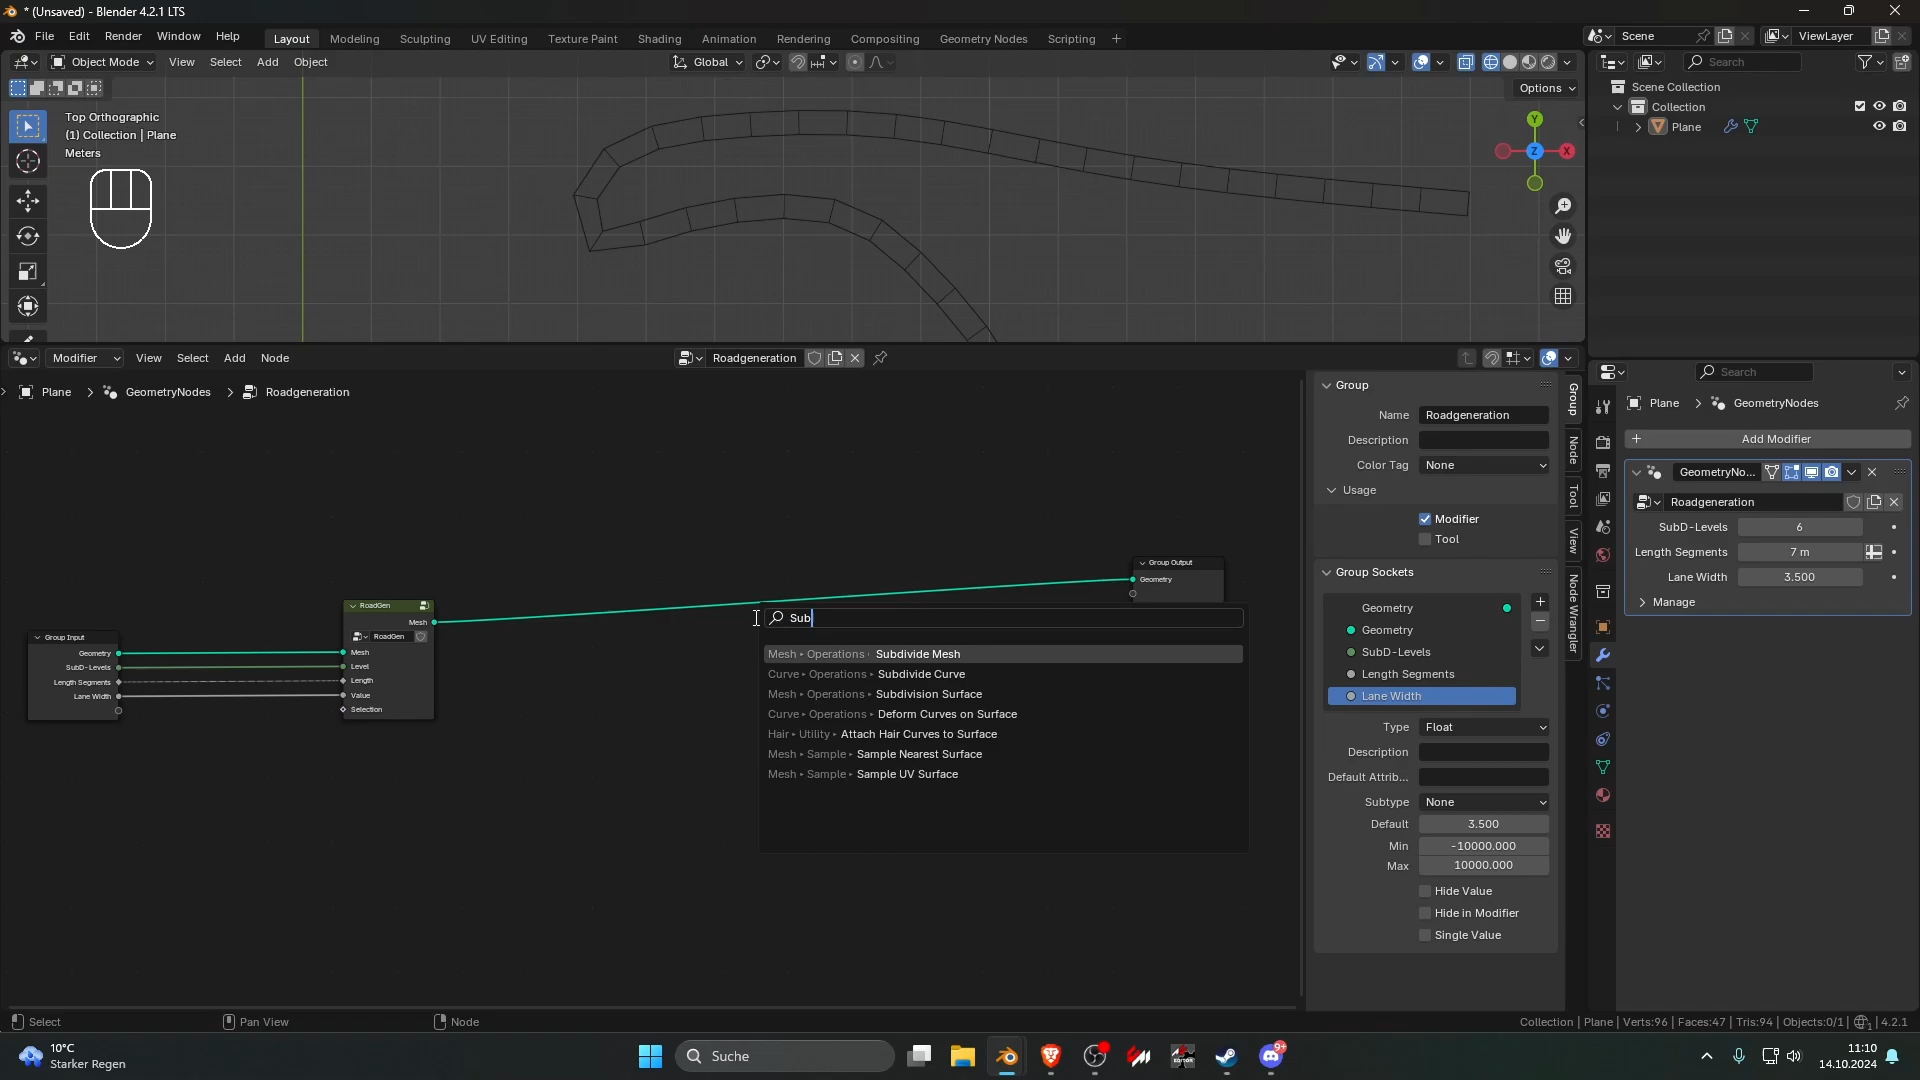 * (Unsaved) - Blender 4.2.1 LTS
File Edit Render Window Help Layout Modeling Sculpting UV Editing Texture Paint Shading Animation Rendering Compositing Geometry Nodes Scripting + Scene ViewLayer
Object Mode View Select Add Object Global Search
Options
Top Orthographic
(1) Collection | Plane
Meters
Y
X
Z
Scene Collection
Collection
Plane
Modifier View Select Add Node Roadgeneration
Plane > GeometryNodes > Roadgeneration
Group Input
Geometry
SubD-Levels
Length Segments
Lane Width
RoadGen
Mesh
RoadGen
Mesh
Level
Length
Value
Selection
Group Output
Geometry
Sub
Mesh ▸ Operations ▸ Subdivide Mesh
Curve ▸ Operations ▸ Subdivide Curve
Mesh ▸ Operations ▸ Subdivision Surface
Curve ▸ Operations ▸ Deform Curves on Surface
Hair ▸ Utility ▸ Attach Hair Curves to Surface
Mesh ▸ Sample ▸ Sample Nearest Surface
Mesh ▸ Sample ▸ Sample UV Surface
Group
Name Roadgeneration
Description
Color Tag None
Usage
Modifier
Tool
Group Sockets
Geometry
Geometry
SubD-Levels
Length Segments
Lane Width
Type Float
Description
Default Attrib...
Subtype None
Default 3.500
Min -10000.000
Max 10000.000
Hide Value
Hide in Modifier
Single Value
Group
Node
Tool
View
Node Wrangler
Search
Plane > GeometryNodes
+ Add Modifier
GeometryNo...
Roadgeneration
SubD-Levels 6
Length Segments 7 m
Lane Width 3.500
Manage
Select Pan View Node Collection | Plane | Verts:96 | Faces:47 | Tris:94 | Objects:0/1 | 4.2.1
10°C
Starker Regen
Suche
EDITOR
9+
11:10
14.10.2024